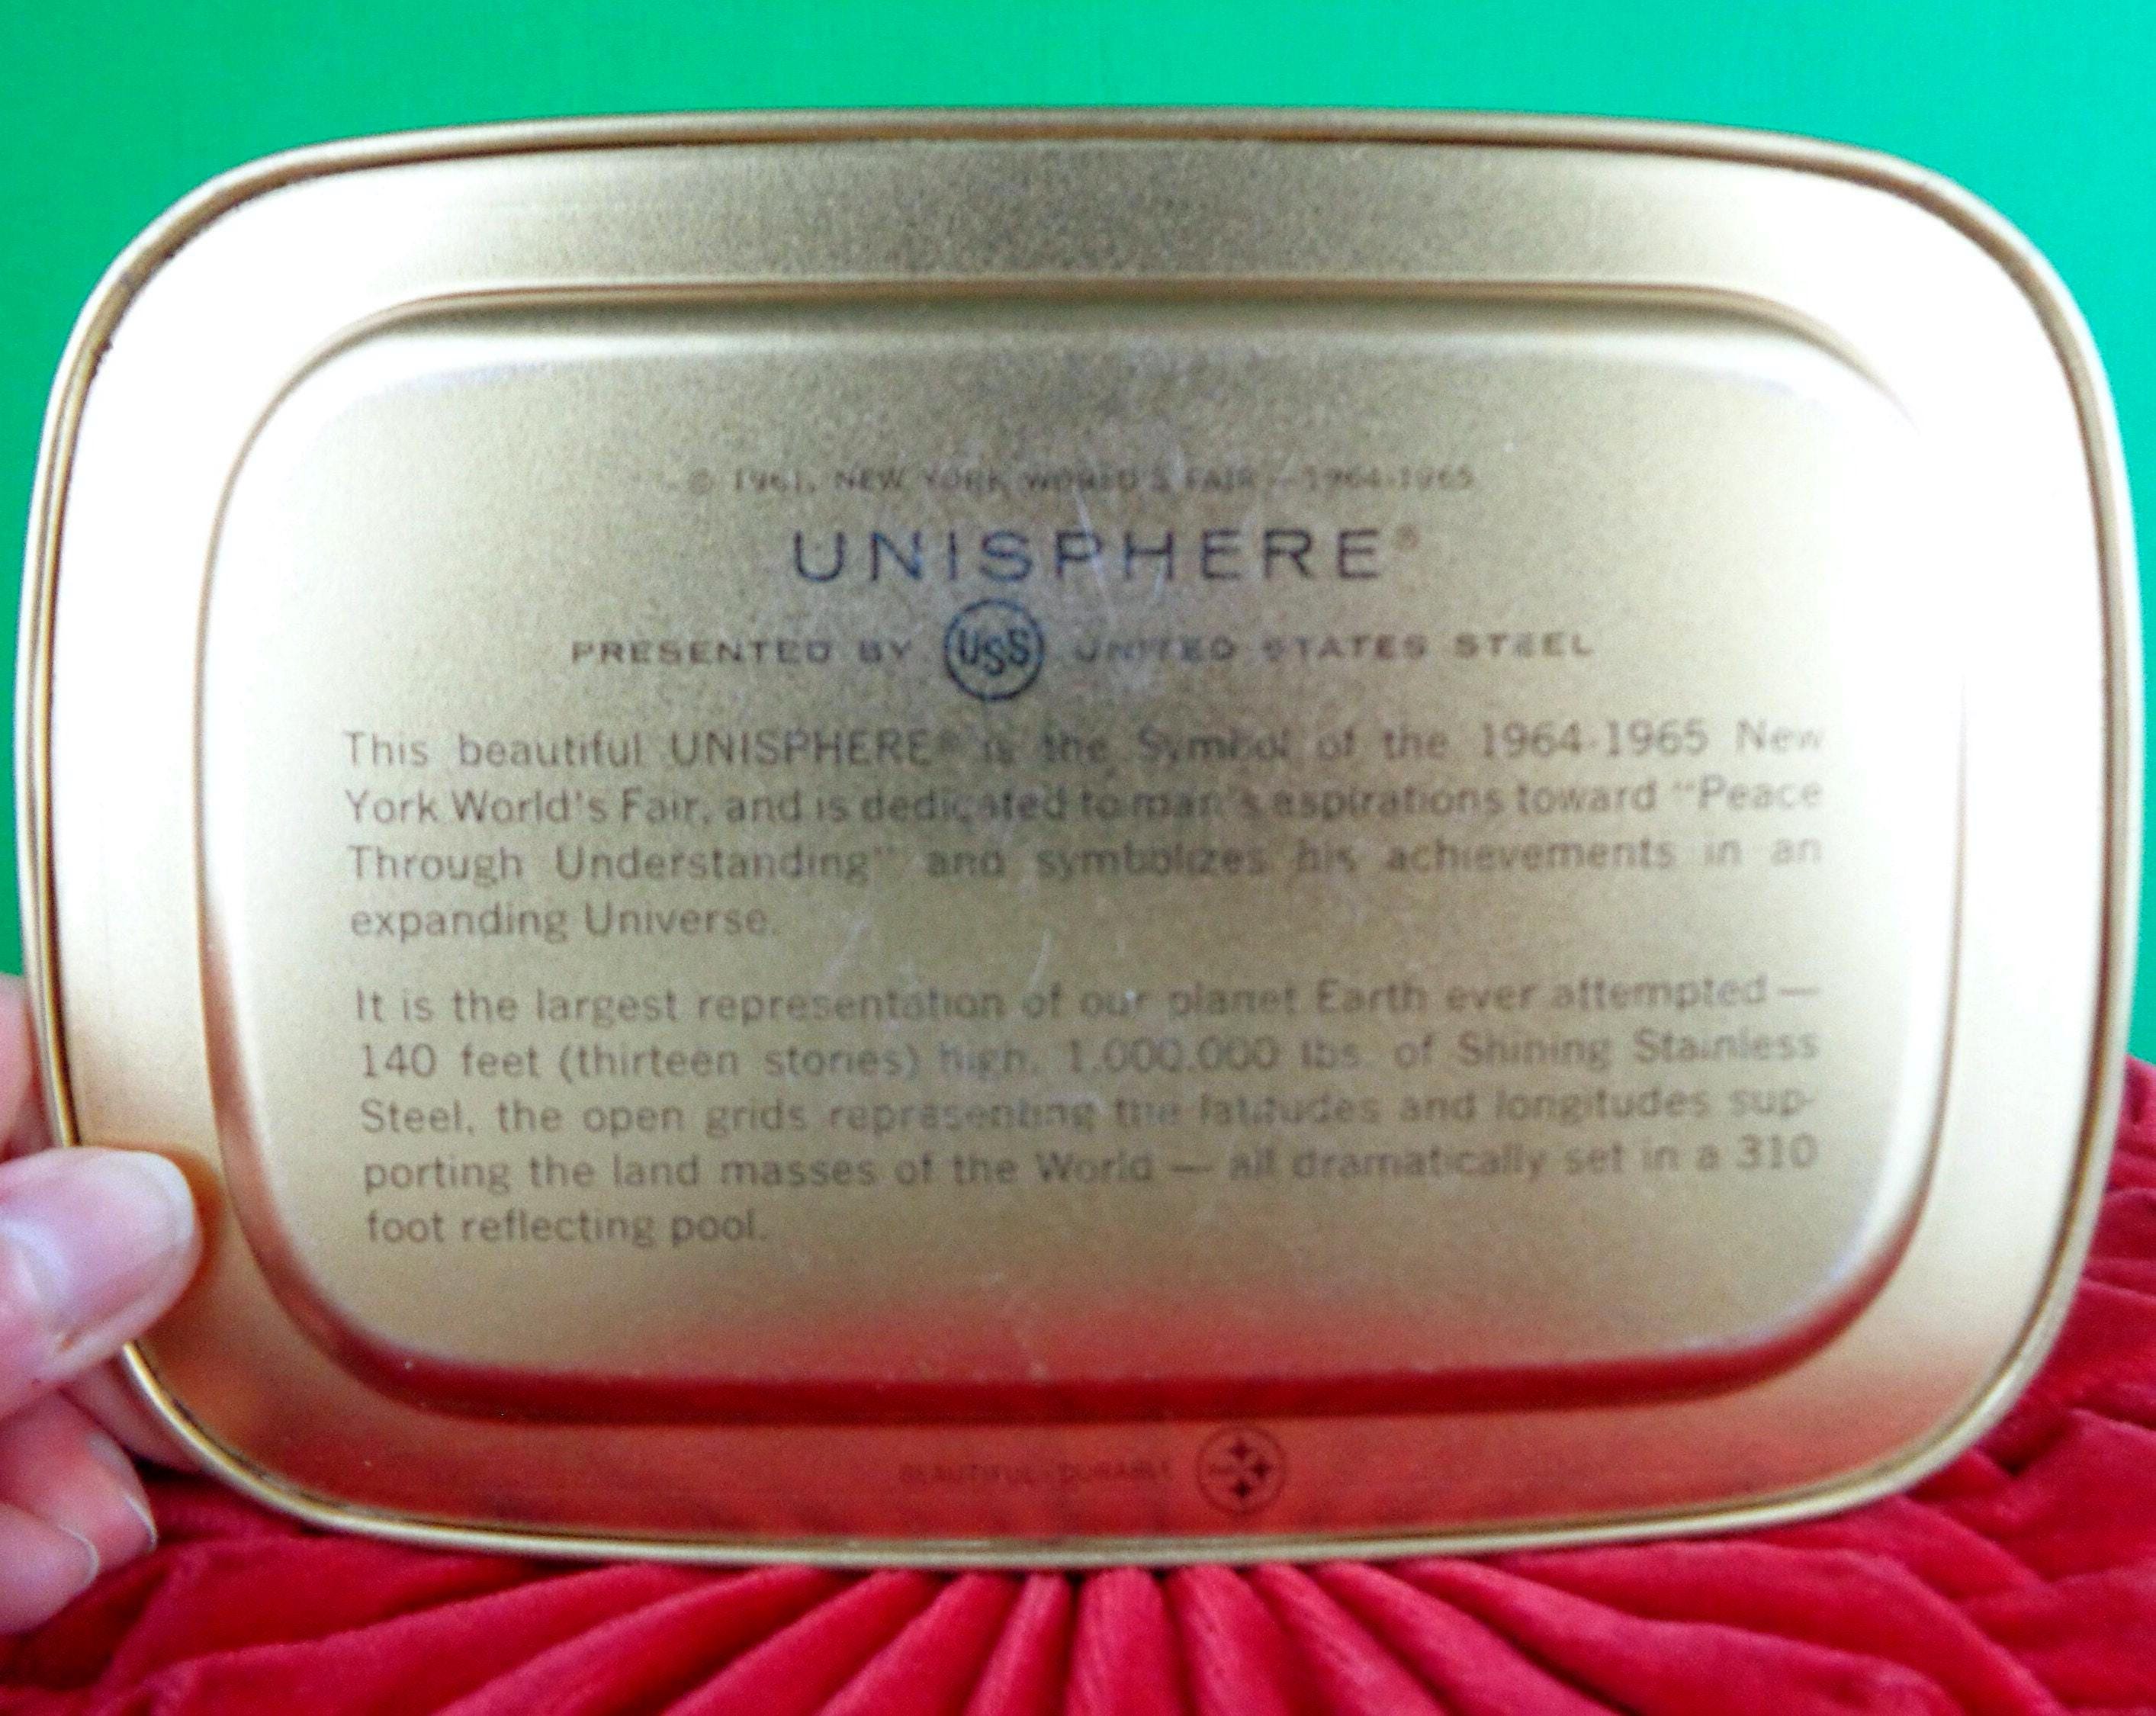 © 1961, NEW YORK WORLD'S FAIR — 1964-1965
UNISPHERE®
PRESENTED BY USS UNITED STATES STEEL
This beautiful UNISPHERE® is the Symbol of the 1964-1965 New
York World's Fair, and is dedicated to man's aspirations toward "Peace
Through Understanding" and symbolizes his achievements in an
expanding Universe.
It is the largest representation of our planet Earth ever attempted —
140 feet (thirteen stories) high. 1,000,000 lbs. of Shining Stainless
Steel, the open grids representing the latitudes and longitudes sup-
porting the land masses of the World — all dramatically set in a 310
foot reflecting pool.
BEAUTIFUL · DURABLE